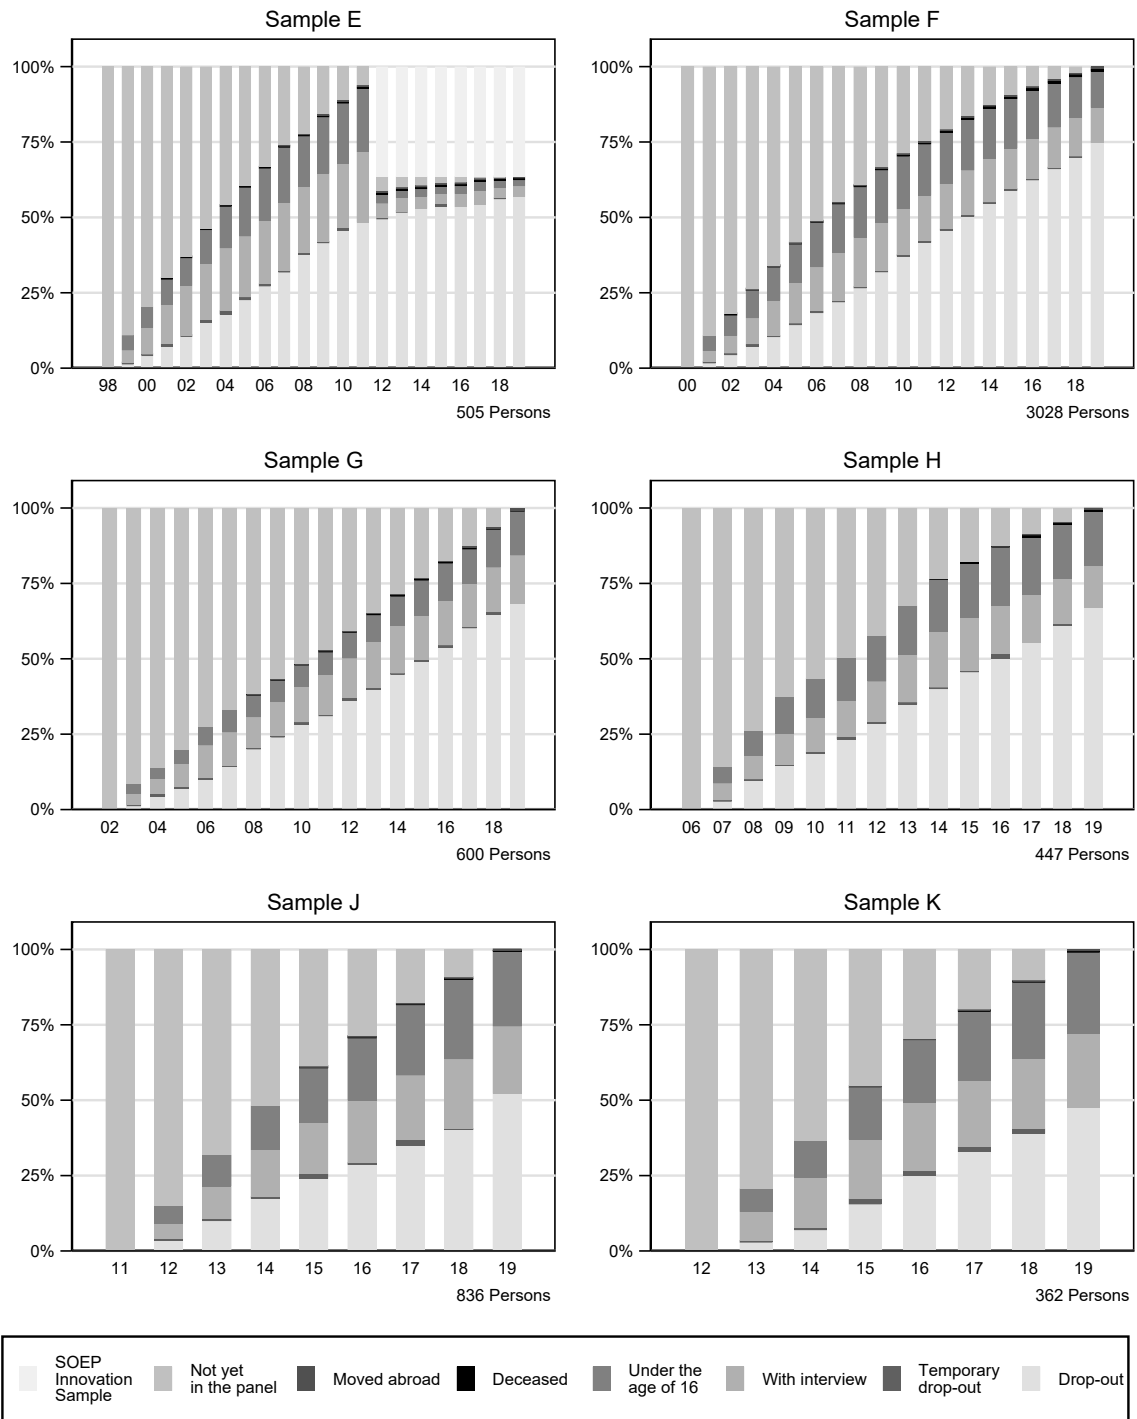 Sample E
Sample F
100%
75%
50%
25%
0%
98 00 02 04 06 08 10 12 14 16 18
505 Persons
100%
75%
50%
25%
0%
00 02 04 06 08 10 12 14 16 18
3028 Persons
Sample G
Sample H
100%
75%
50%
25%
0%
02 04 06 08 10 12 14 16 18
600 Persons
100%
75%
50%
25%
0%
06 07 08 09 10 11 12 13 14 15 16 17 18 19
447 Persons
Sample J
Sample K
100%
75%
50%
25%
0%
11 12 13 14 15 16 17 18 19
836 Persons
100%
75%
50%
25%
0%
12 13 14 15 16 17 18 19
362 Persons
SOEP
Innovation
Sample
Not yet
in the panel
Moved abroad
Deceased
Under the
age of 16
With interview
Temporary
drop-out
Drop-out